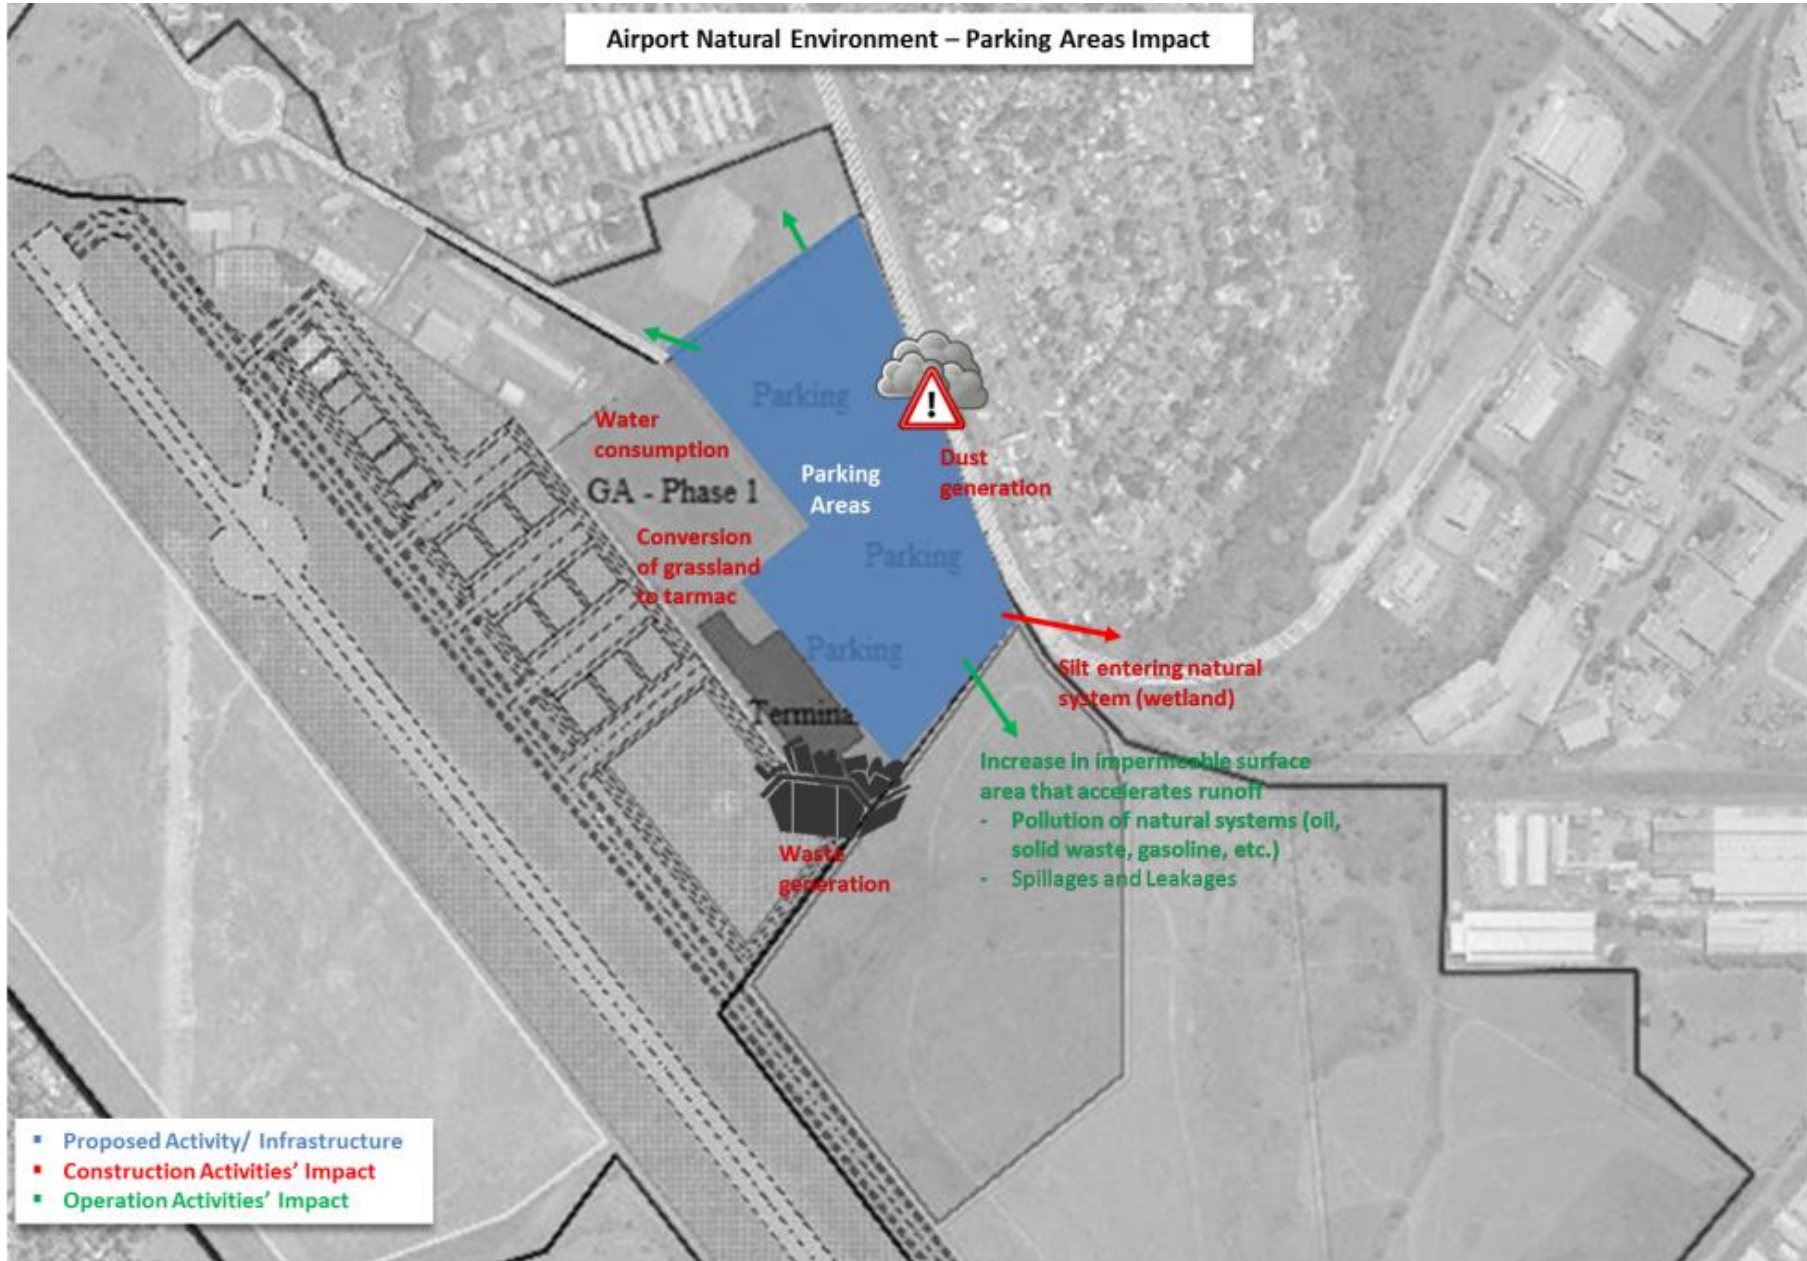 Airport Natural Environment – Parking Areas Impact
Parking
Water
consumption
GA - Phase 1
Parking
Areas
Dust
generation
Conversion
of grassland
to tarmac
Parking
Parking
Silt entering natural
system (wetland)
Terminal
Increase in impermeable surface
area that accelerates runoff
- Pollution of natural systems (oil,
solid waste, gasoline, etc.)
- Spillages and Leakages
Waste
generation
▪ Proposed Activity/ Infrastructure
▪ Construction Activities’ Impact
▪ Operation Activities’ Impact